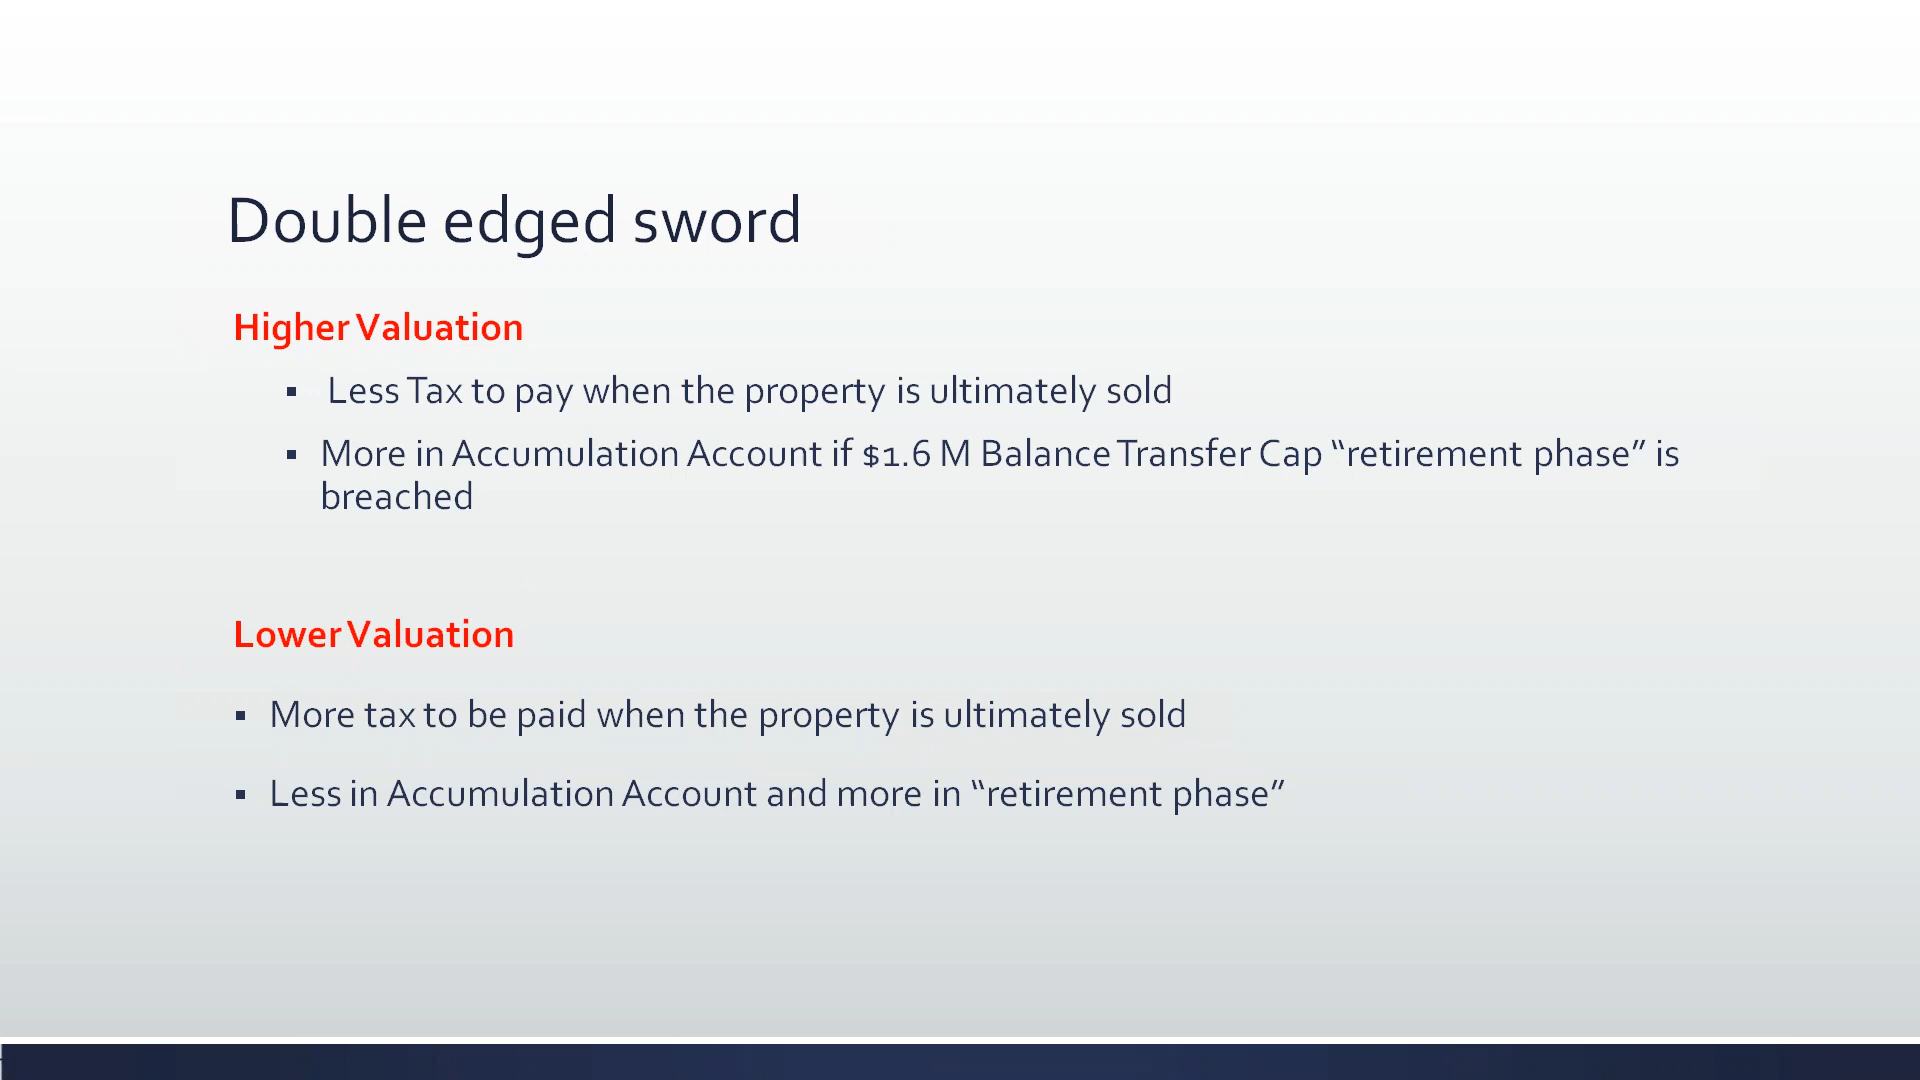 Double edged sword
Higher Valuation
▪ Less Tax to pay when the property is ultimately sold
▪ More in Accumulation Account if $1.6 M Balance Transfer Cap “retirement phase” is
breached
Lower Valuation
▪ More tax to be paid when the property is ultimately sold
▪ Less in Accumulation Account and more in “retirement phase”